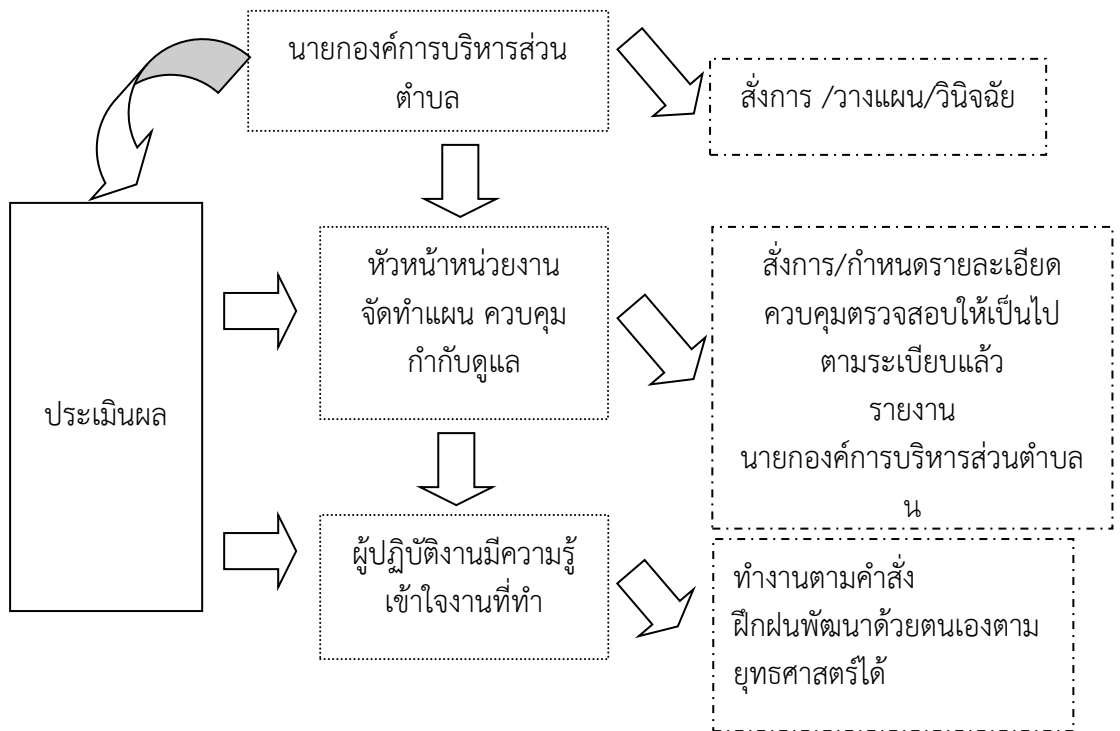 นายกองค์การบริหารส่วน
ตำบล
สั่งการ /วางแผน/วินิจฉัย
ประเมินผล
หัวหน้าหน่วยงาน
จัดทำแผน ควบคุม
กำกับดูแล
สั่งการ/กำหนดรายละเอียด
ควบคุมตรวจสอบให้เป็นไป
ตามระเบียบแล้ว
รายงาน
นายกองค์การบริหารส่วนตำบล
น
ผู้ปฏิบัติงานมีความรู้
เข้าใจงานที่ทำ
ทำงานตามคำสั่ง
ฝึกฝนพัฒนาด้วยตนเองตาม
ยุทธศาสตร์ได้